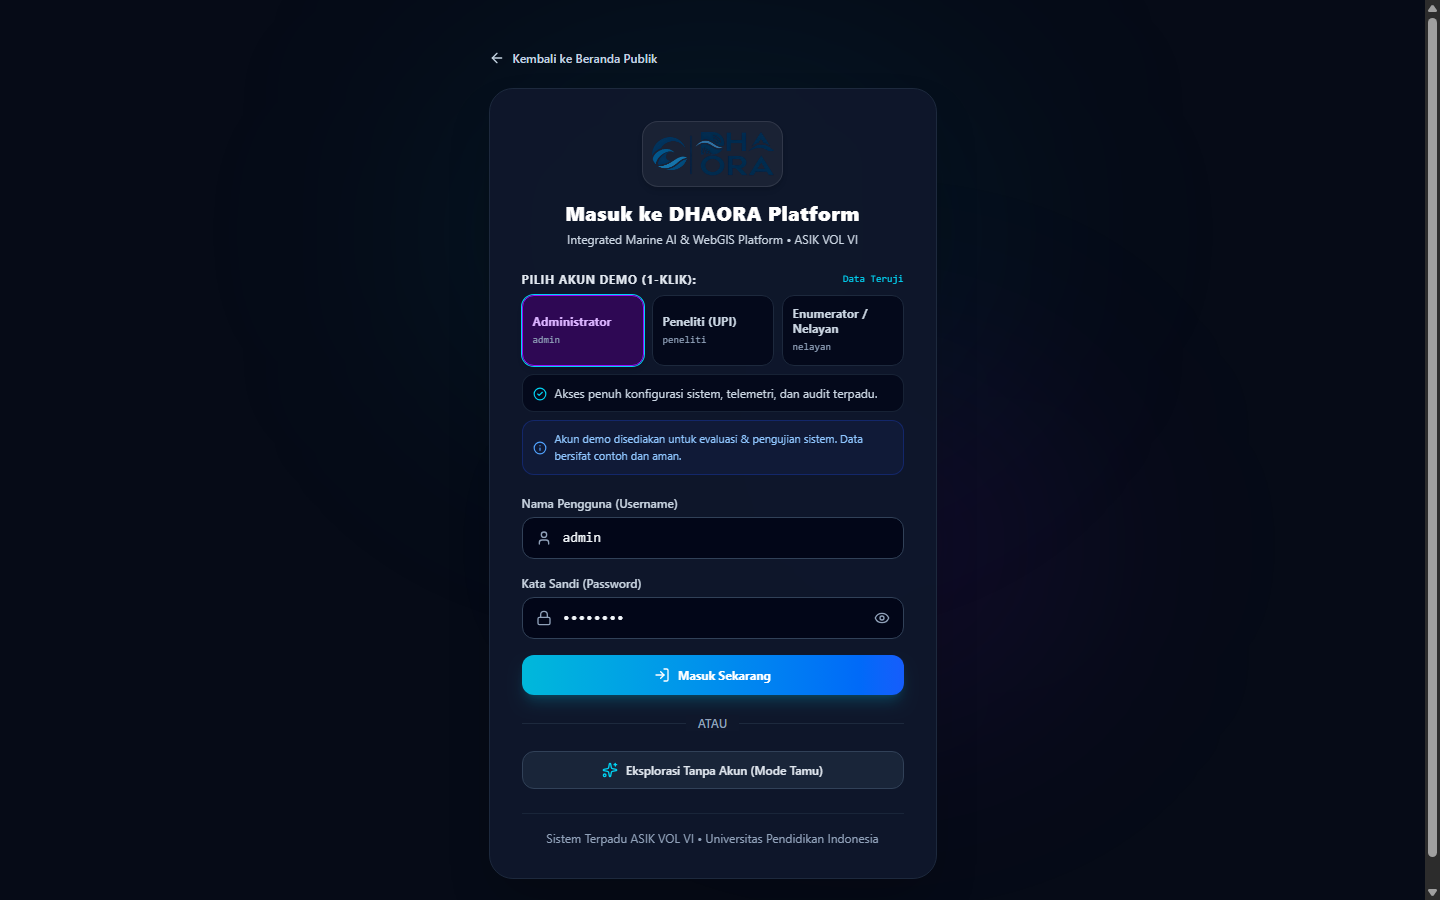 Kembali ke Beranda Publik
DHA
ORA
Masuk ke DHAORA Platform
Integrated Marine AI & WebGIS Platform • ASIK VOL VI
PILIH AKUN DEMO (1-KLIK):
Data Teruji
Administrator
admin
Peneliti (UPI)
peneliti
Enumerator /
Nelayan
nelayan
Akses penuh konfigurasi sistem, telemetri, dan audit terpadu.
Akun demo disediakan untuk evaluasi & pengujian sistem. Data
bersifat contoh dan aman.
Nama Pengguna (Username)
admin
Kata Sandi (Password)
••••••••
Masuk Sekarang
ATAU
Eksplorasi Tanpa Akun (Mode Tamu)
Sistem Terpadu ASIK VOL VI • Universitas Pendidikan Indonesia